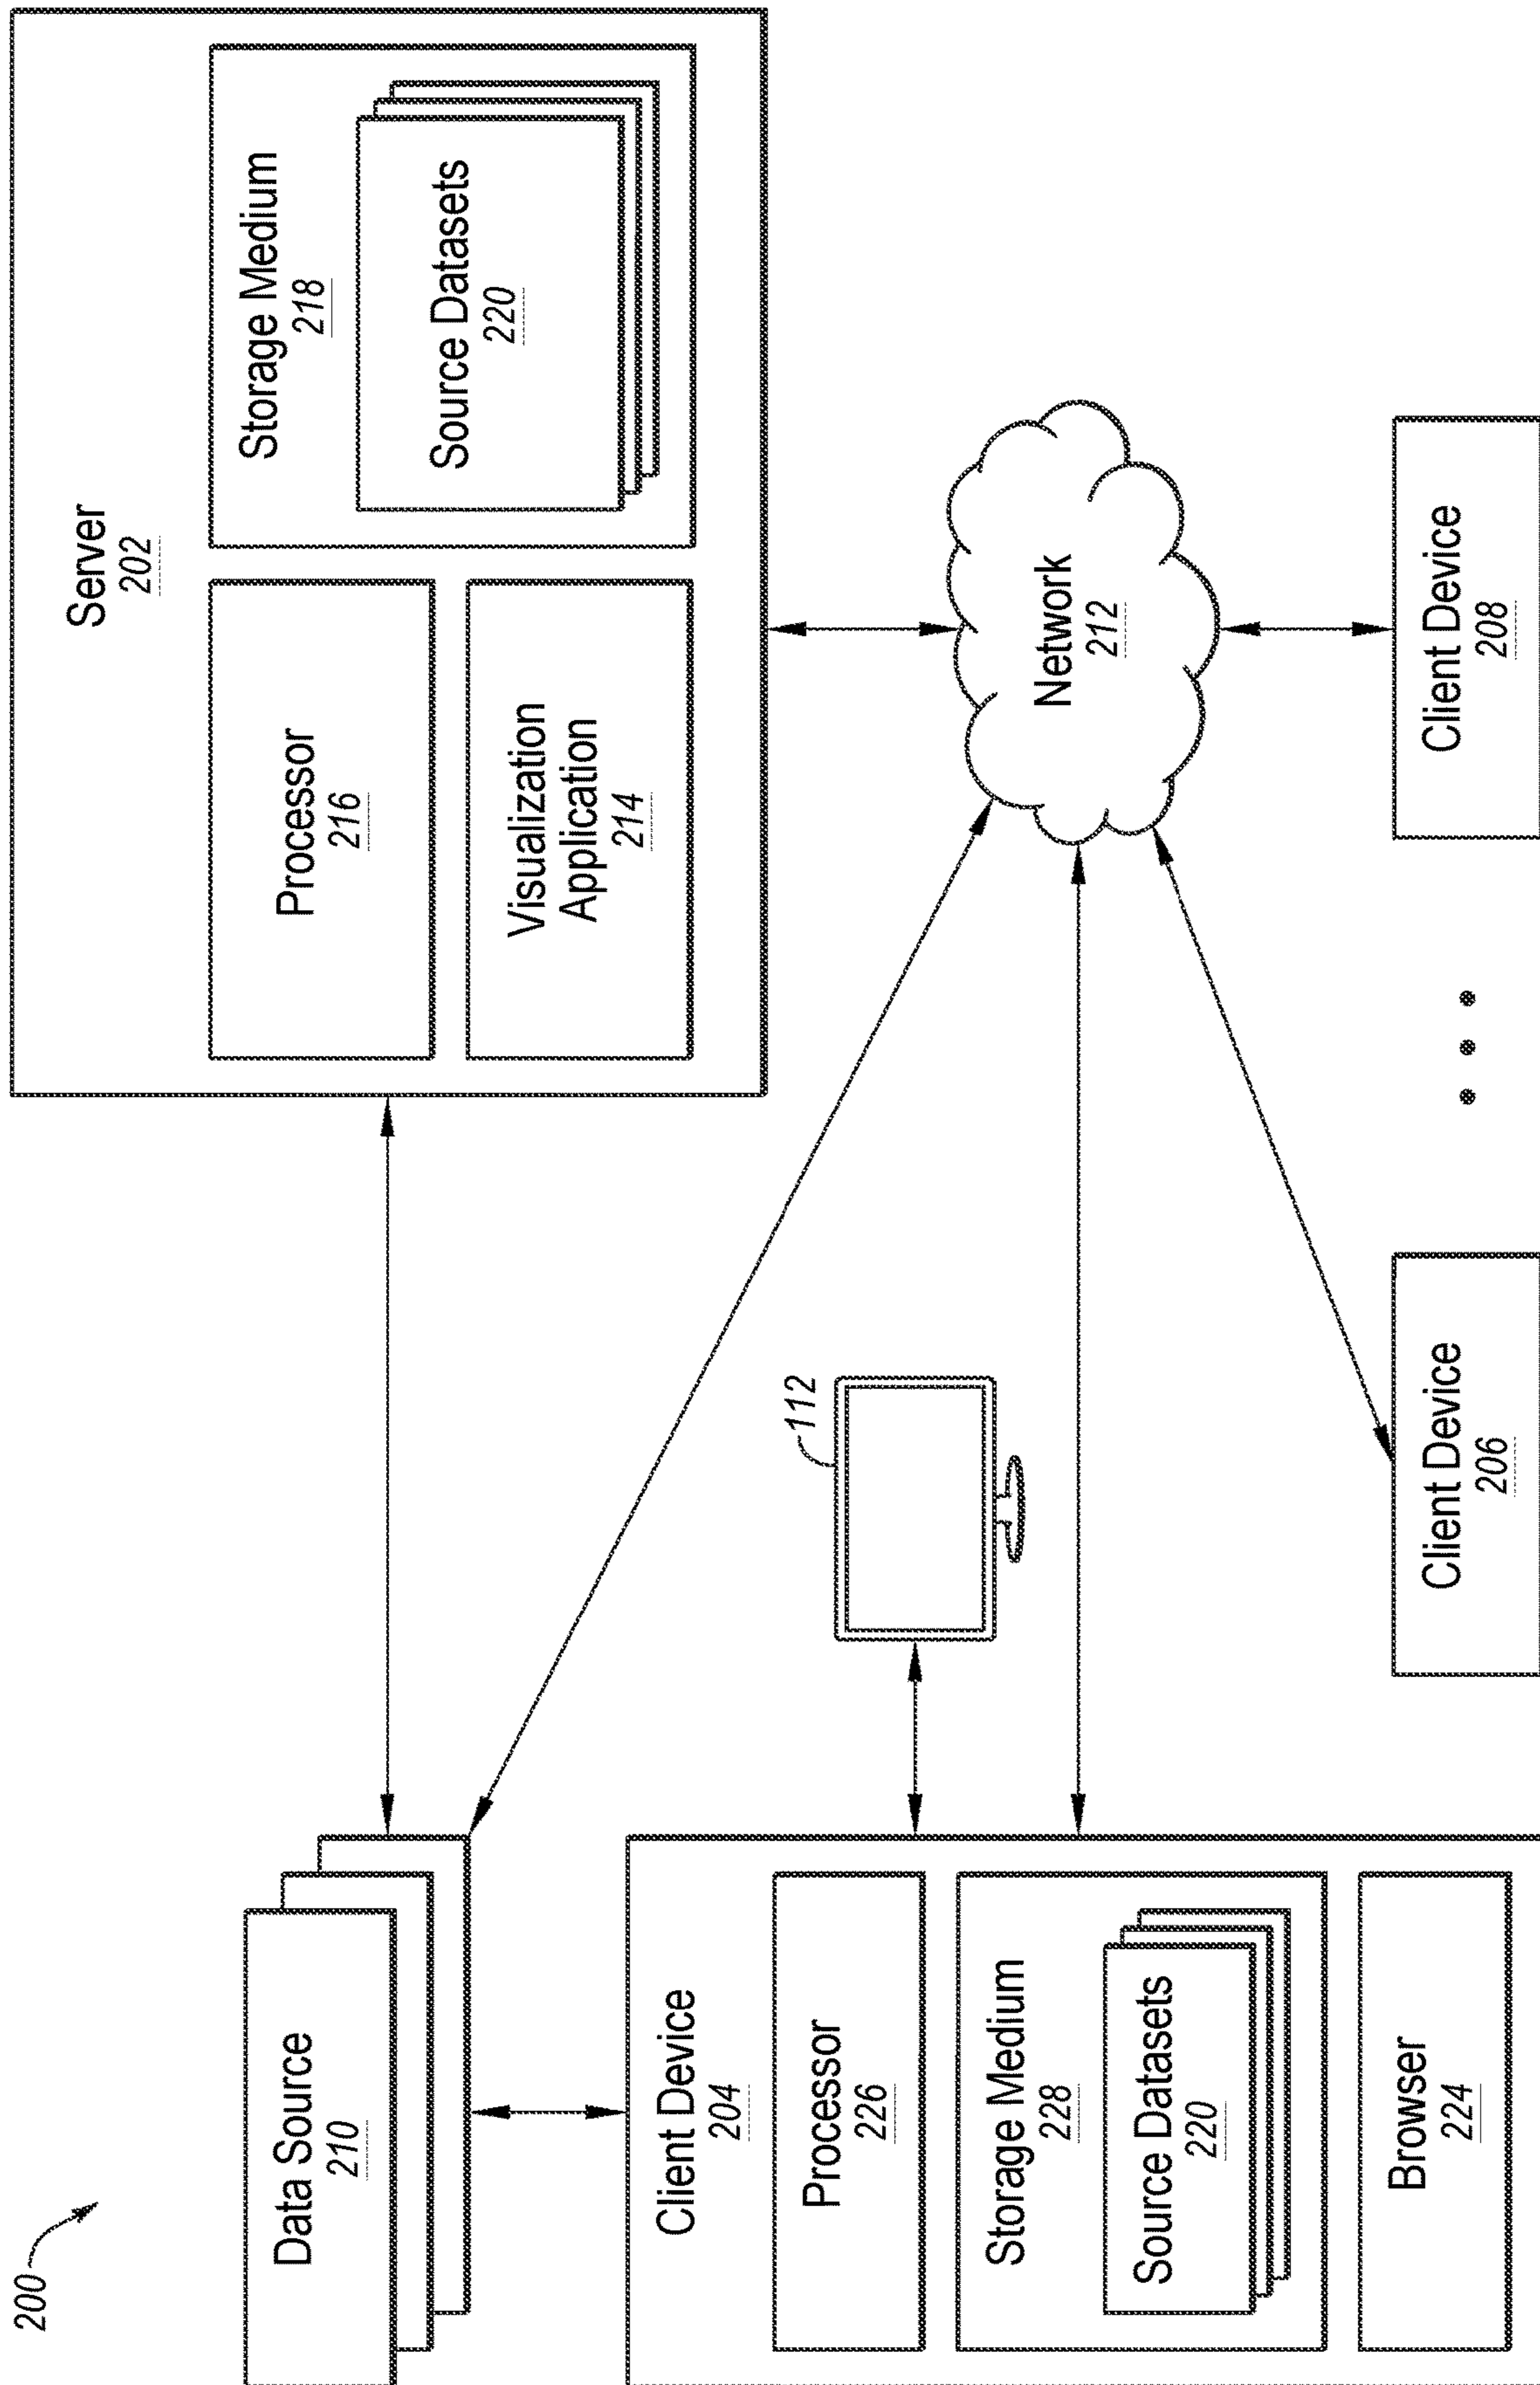 200
Data Source
210
Server
202
Processor
216
Storage Medium
218
Visualization
Application
214
Source Datasets
220
Client Device
204
Processor
226
Storage Medium
228
Source Datasets
220
Browser
224
112
Network
212
Client Device
206
Client Device
208